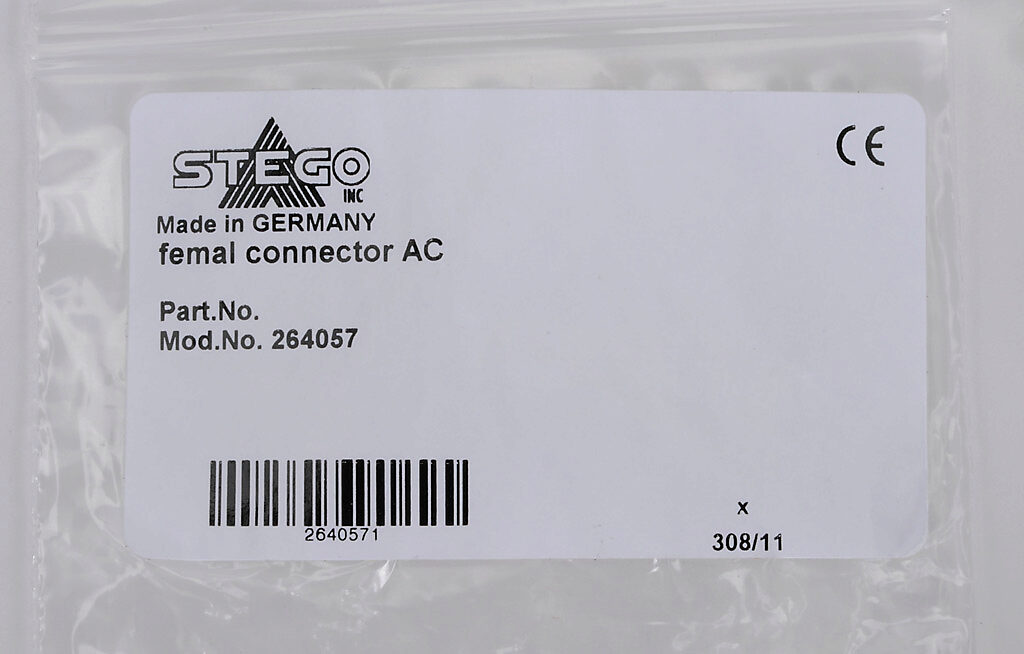 STEGO
INC
CE
Made in GERMANY
femal connector AC
Part.No.
Mod.No. 264057
2640571
x
308/11